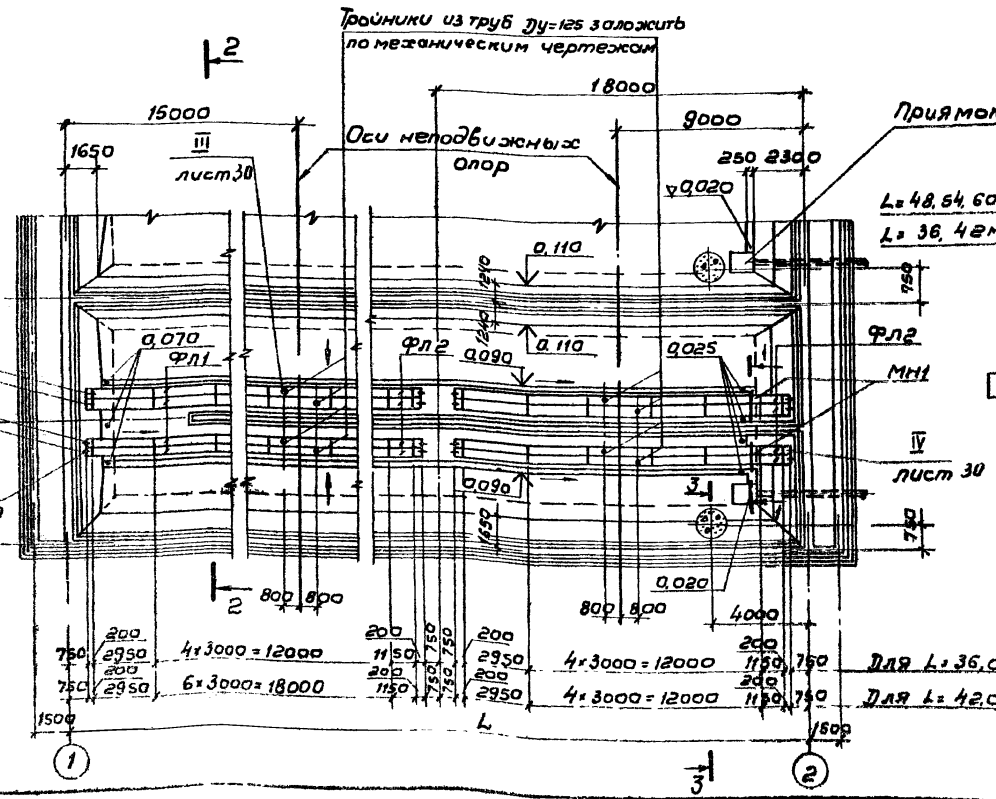 Тройники из труб Ду=125 заложить
по механическим чертежам
2
18000
15000
9000
Оси неподвижных
опор
1650
III
лист 30
250 2300
0,020
L= 48, 54, 60
L= 36, 42
0,110
1240
750
1240
0,110
0,070
ФЛ1
ФЛ2
0,090
0,025
ФЛ2
МН1
IV
лист 30
0,090
3
1650
750
2
800 800
800 800
0,020
4000
750 200 2950 4×3000=12000 200 1150 750 750 200 2950 4×3000=12000 200 1150 750 Для L=36,0
750 200 2950 6×3000=18000 200 1150 750 750 200 2950 4×3000=12000 200 1150 750 Для L=42,0
1500 L 1500
1 3 2